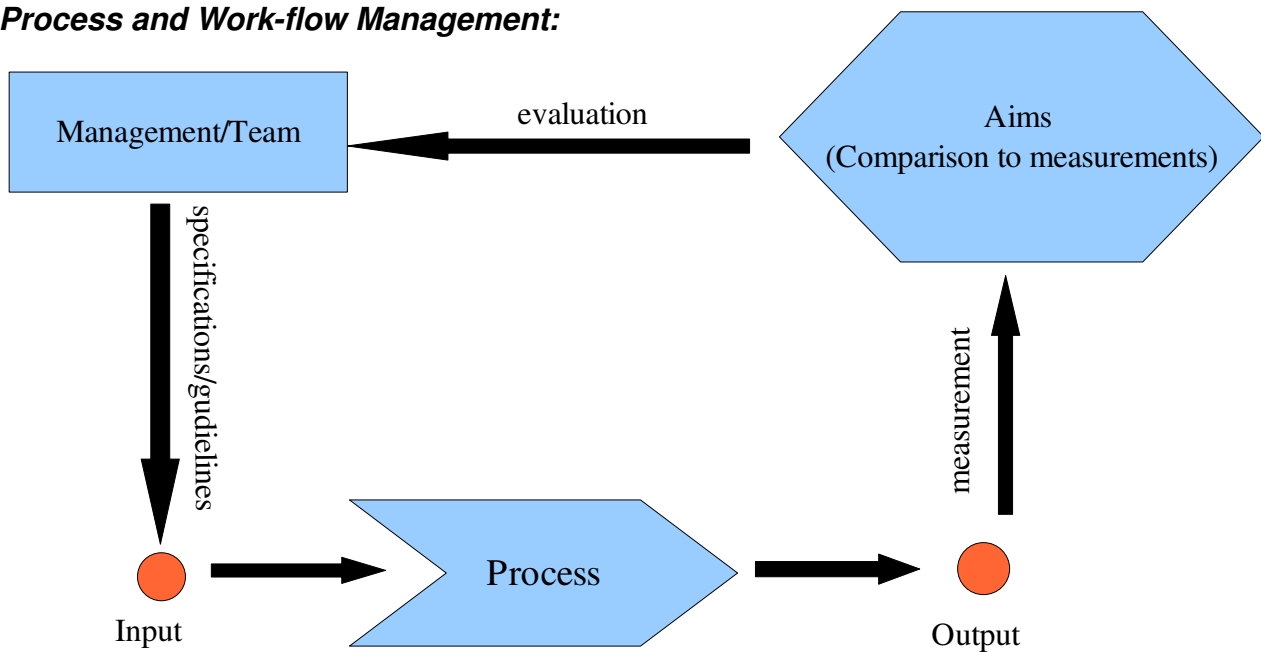 Process and Work-flow Management:
Management/Team
evaluation
Aims
(Comparison to measurements)
specifications/gudielines
measurement
Process
Input
Output